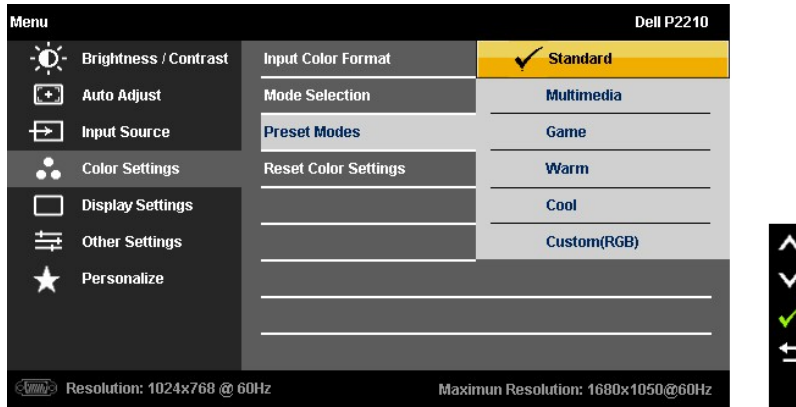 Menu
Dell P2210
Brightness / Contrast
Auto Adjust
Input Source
Color Settings
Display Settings
Other Settings
Personalize
Input Color Format
Mode Selection
Preset Modes
Reset Color Settings
Standard
Multimedia
Game
Warm
Cool
Custom(RGB)
Resolution: 1024x768 @ 60Hz
Maximun Resolution: 1680x1050@60Hz